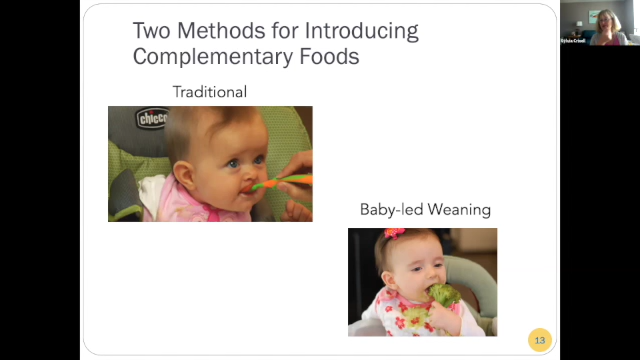 Two Methods for Introducing
Complementary Foods
Traditional
chicco
Baby-led Weaning
13